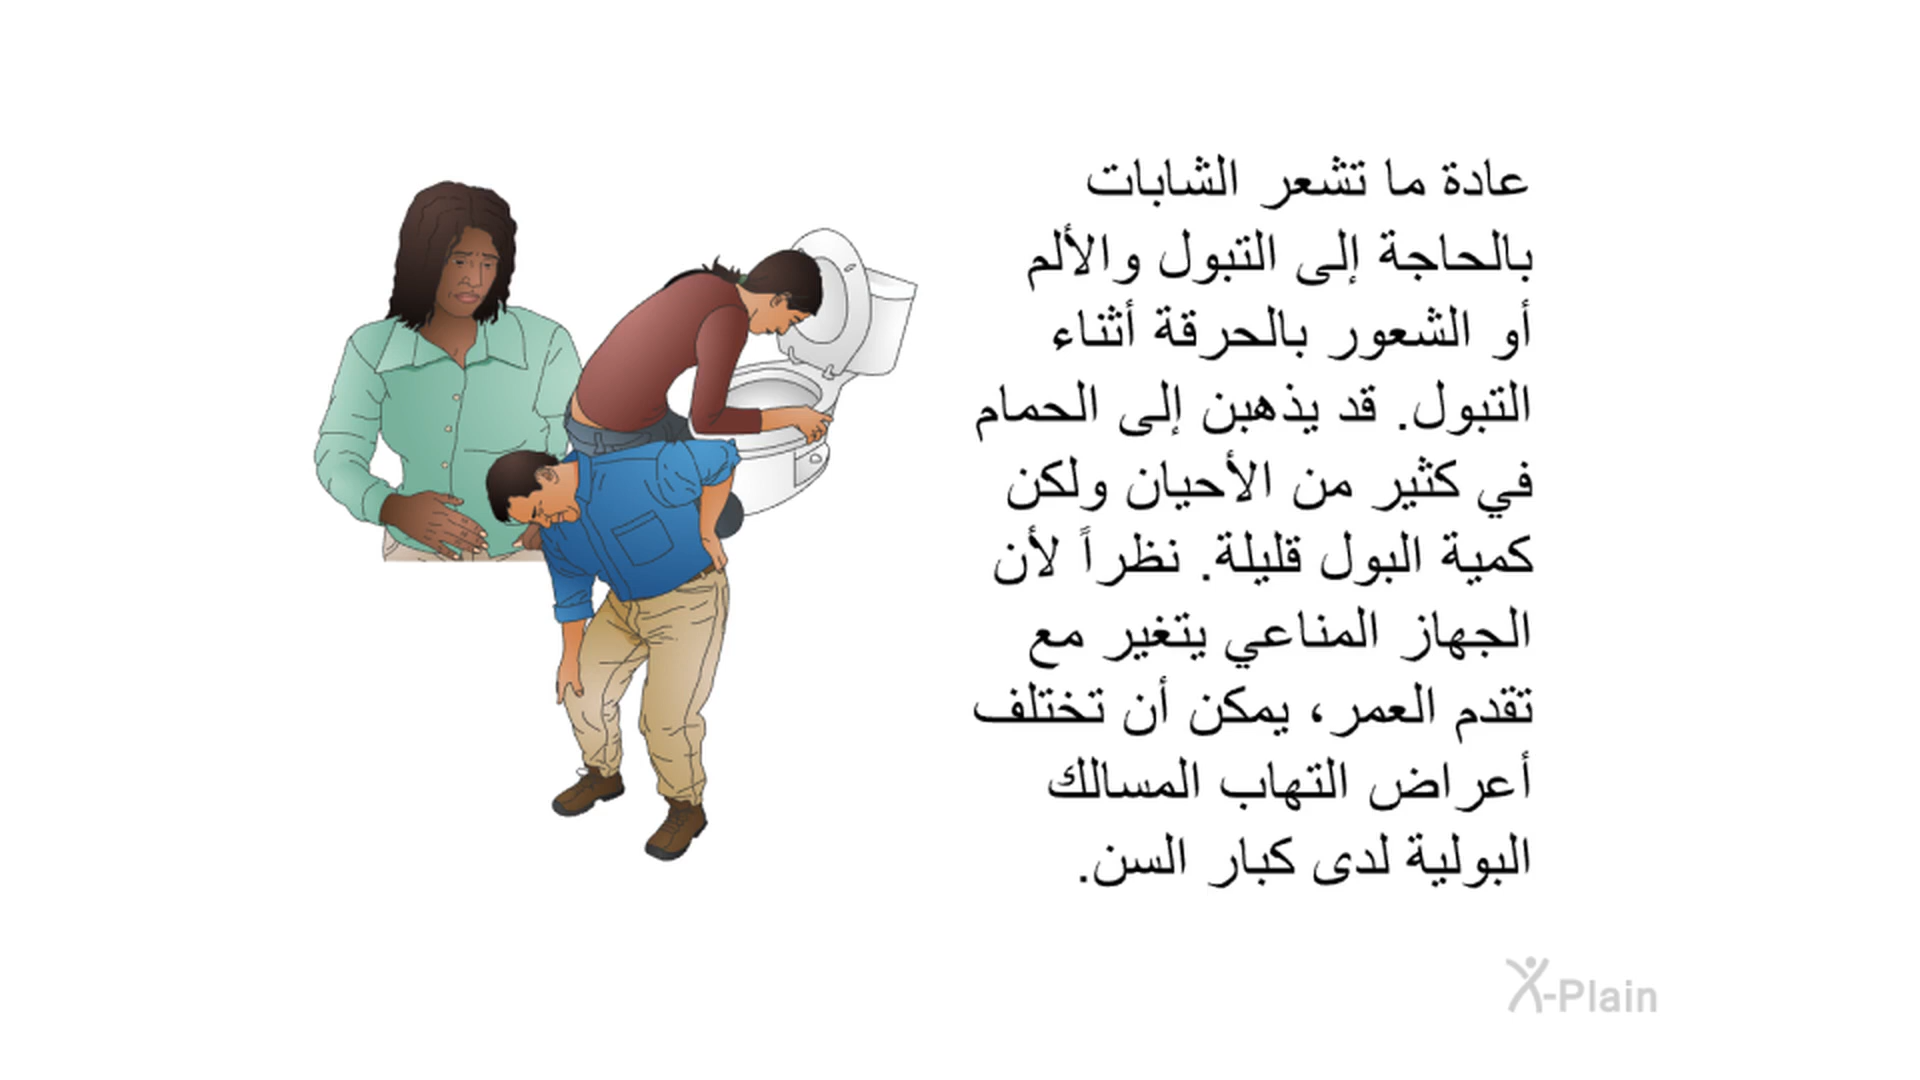 عادة ما تشعر الشابات
بالحاجة إلى التبول والألم
أو الشعور بالحرقة أثناء
التبول. قد يذهبن إلى الحمام
في كثير من الأحيان ولكن
كمية البول قليلة. نظراً لأن
الجهاز المناعي يتغير مع
تقدم العمر، يمكن أن تختلف
أعراض التهاب المسالك
البولية لدى كبار السن.
X-Plain